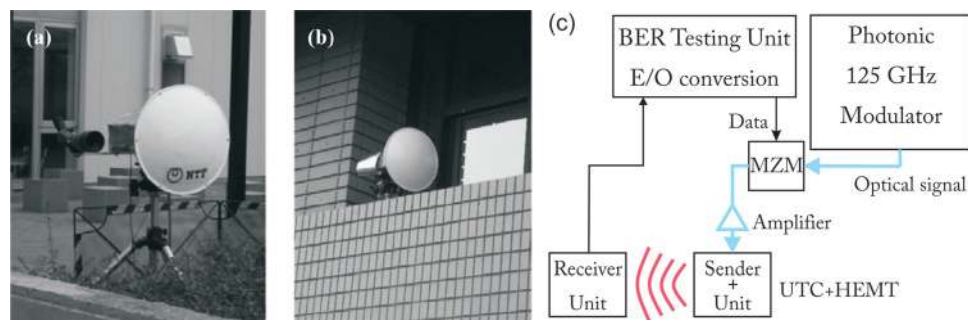 (a)
NTT
(b)
(c)
BER Testing Unit
E/O conversion
Photonic
125 GHz
Modulator
Data
MZM
Optical signal
Amplifier
Receiver
Unit
Sender
+
Unit
UTC+HEMT